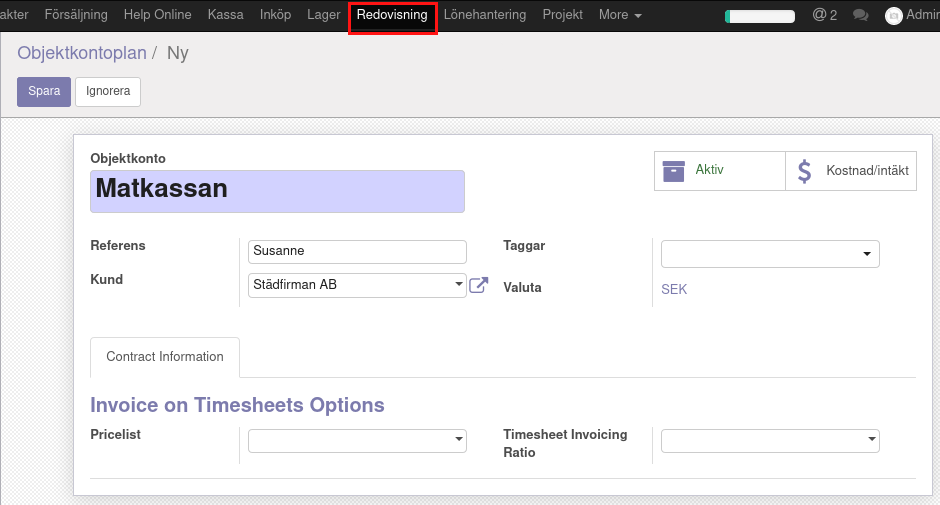 akter Försäljning Help Online Kassa Inköp Lager Redovisning Lönehantering Projekt More @ 2 Admin
Objektkontoplan / Ny
Spara Ignorera
Objektkonto
Matkassan
Aktiv
Kostnad/intäkt
Referens Susanne
Taggar
Kund Städfirman AB
Valuta SEK
Contract Information
Invoice on Timesheets Options
Pricelist
Timesheet Invoicing
Ratio